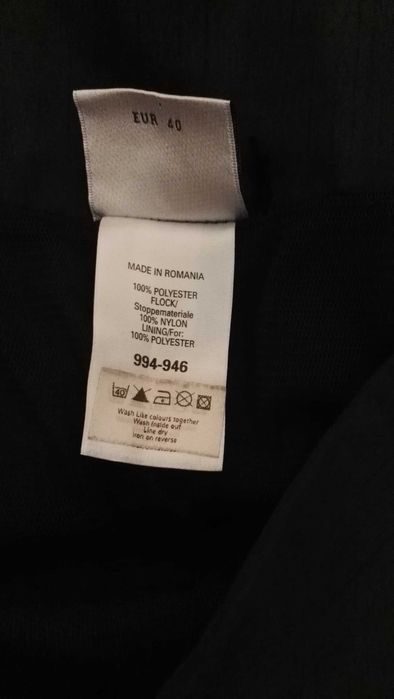 EUR 40
MADE IN ROMANIA
100% POLYESTER
FLOCK/
Stoppemateriale
100% NYLON
LINING/For:
100% POLYESTER
994-946
40
Wash Like colours together
Wash inside out
Line dry
Iron on reverse